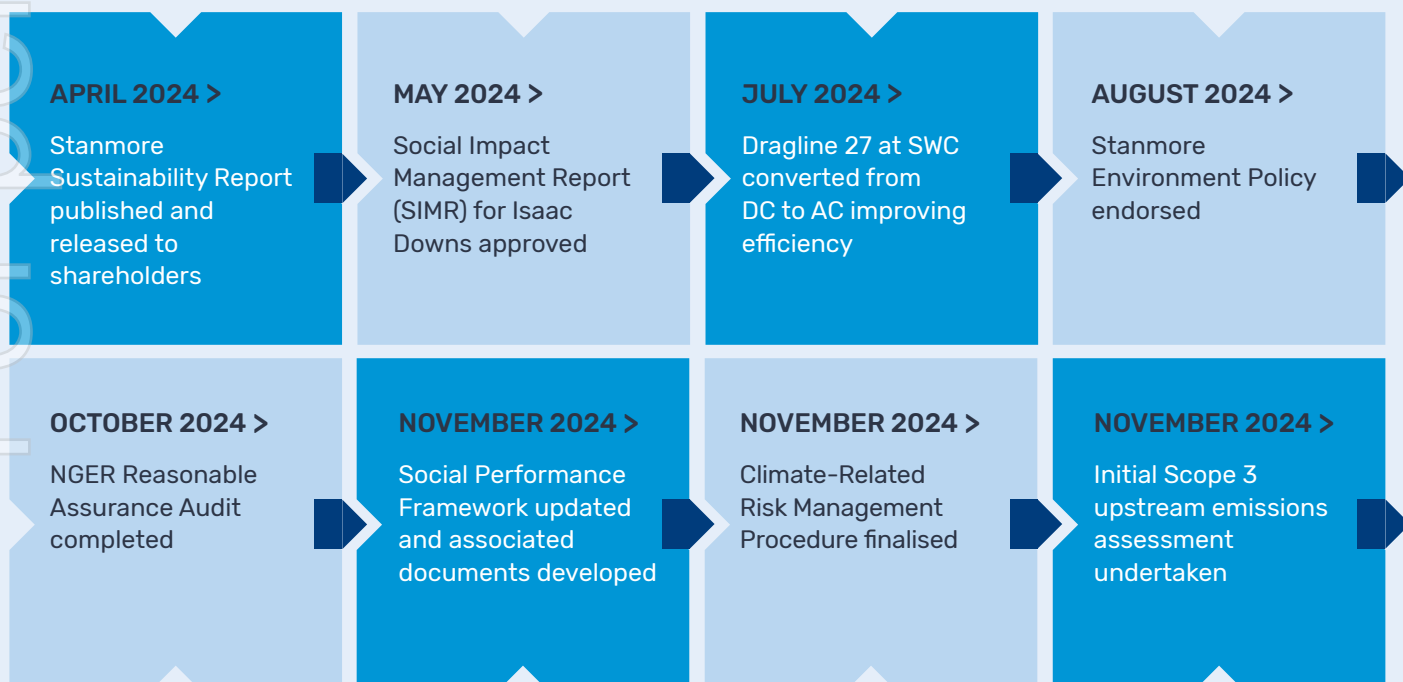 APRIL 2024 >
Stanmore
Sustainability Report
published and
released to
shareholders
MAY 2024 >
Social Impact
Management Report
(SIMR) for Isaac
Downs approved
JULY 2024 >
Dragline 27 at SWC
converted from
DC to AC improving
efficiency
AUGUST 2024 >
Stanmore
Environment Policy
endorsed
OCTOBER 2024 >
NGER Reasonable
Assurance Audit
completed
NOVEMBER 2024 >
Social Performance
Framework updated
and associated
documents developed
NOVEMBER 2024 >
Climate-Related
Risk Management
Procedure finalised
NOVEMBER 2024 >
Initial Scope 3
upstream emissions
assessment
undertaken